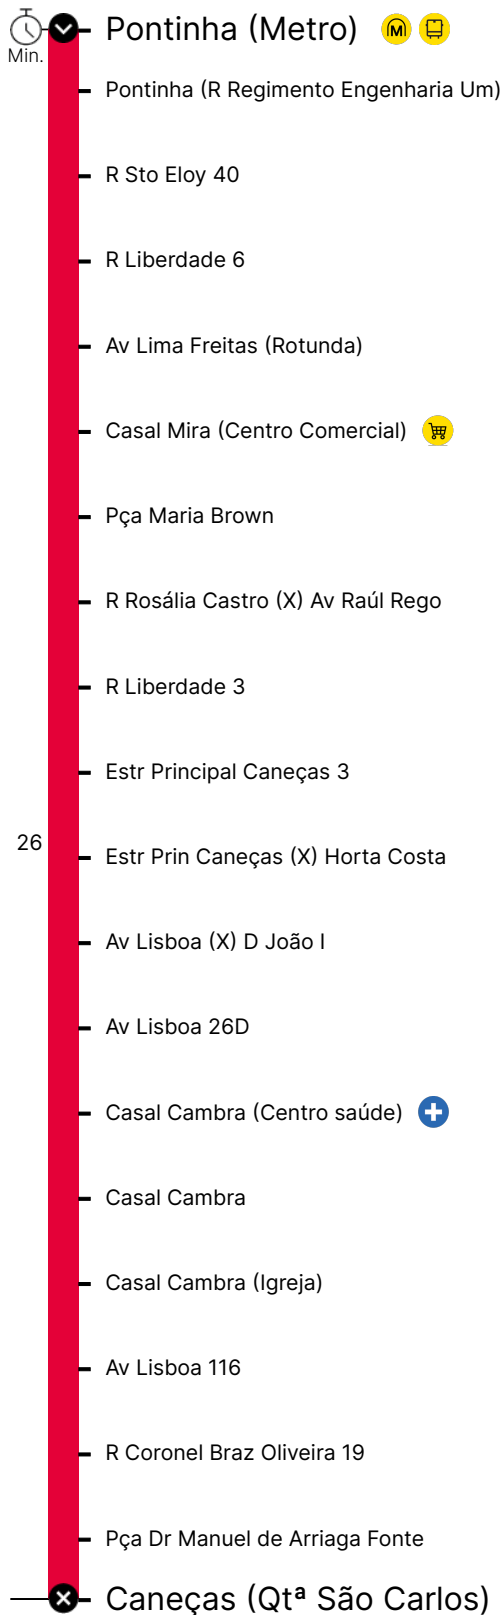 Pontinha (Metro)
Min.
Pontinha (R Regimento Engenharia Um)
R Sto Eloy 40
R Liberdade 6
Av Lima Freitas (Rotunda)
Casal Mira (Centro Comercial)
Pça Maria Brown
R Rosália Castro (X) Av Raúl Rego
R Liberdade 3
Estr Principal Caneças 3
26
Estr Prin Caneças (X) Horta Costa
Av Lisboa (X) D João I
Av Lisboa 26D
Casal Cambra (Centro saúde)
Casal Cambra
Casal Cambra (Igreja)
Av Lisboa 116
R Coronel Braz Oliveira 19
Pça Dr Manuel de Arriaga Fonte
Caneças (Qtª São Carlos)